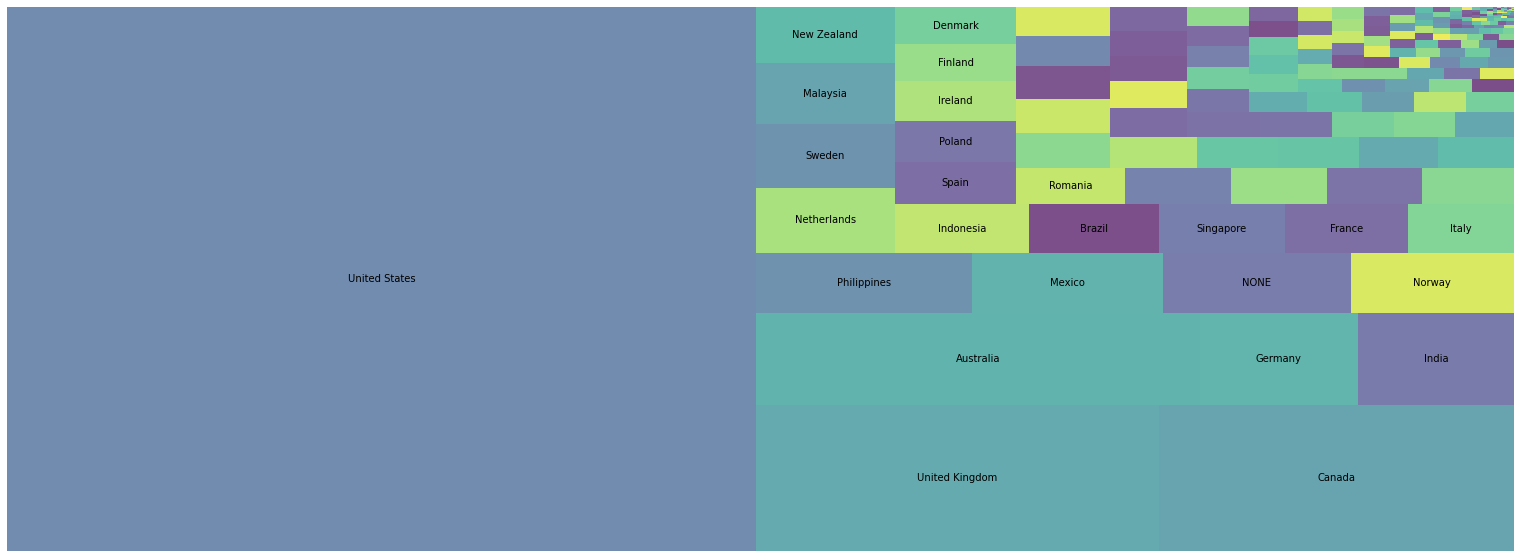 New Zealand
Denmark
Finland
Malaysia
Ireland
Poland
Sweden
Spain
Romania
Netherlands
Indonesia
Brazil
Singapore
France
Italy
United States
Philippines
Mexico
NONE
Norway
Australia
Germany
India
United Kingdom
Canada